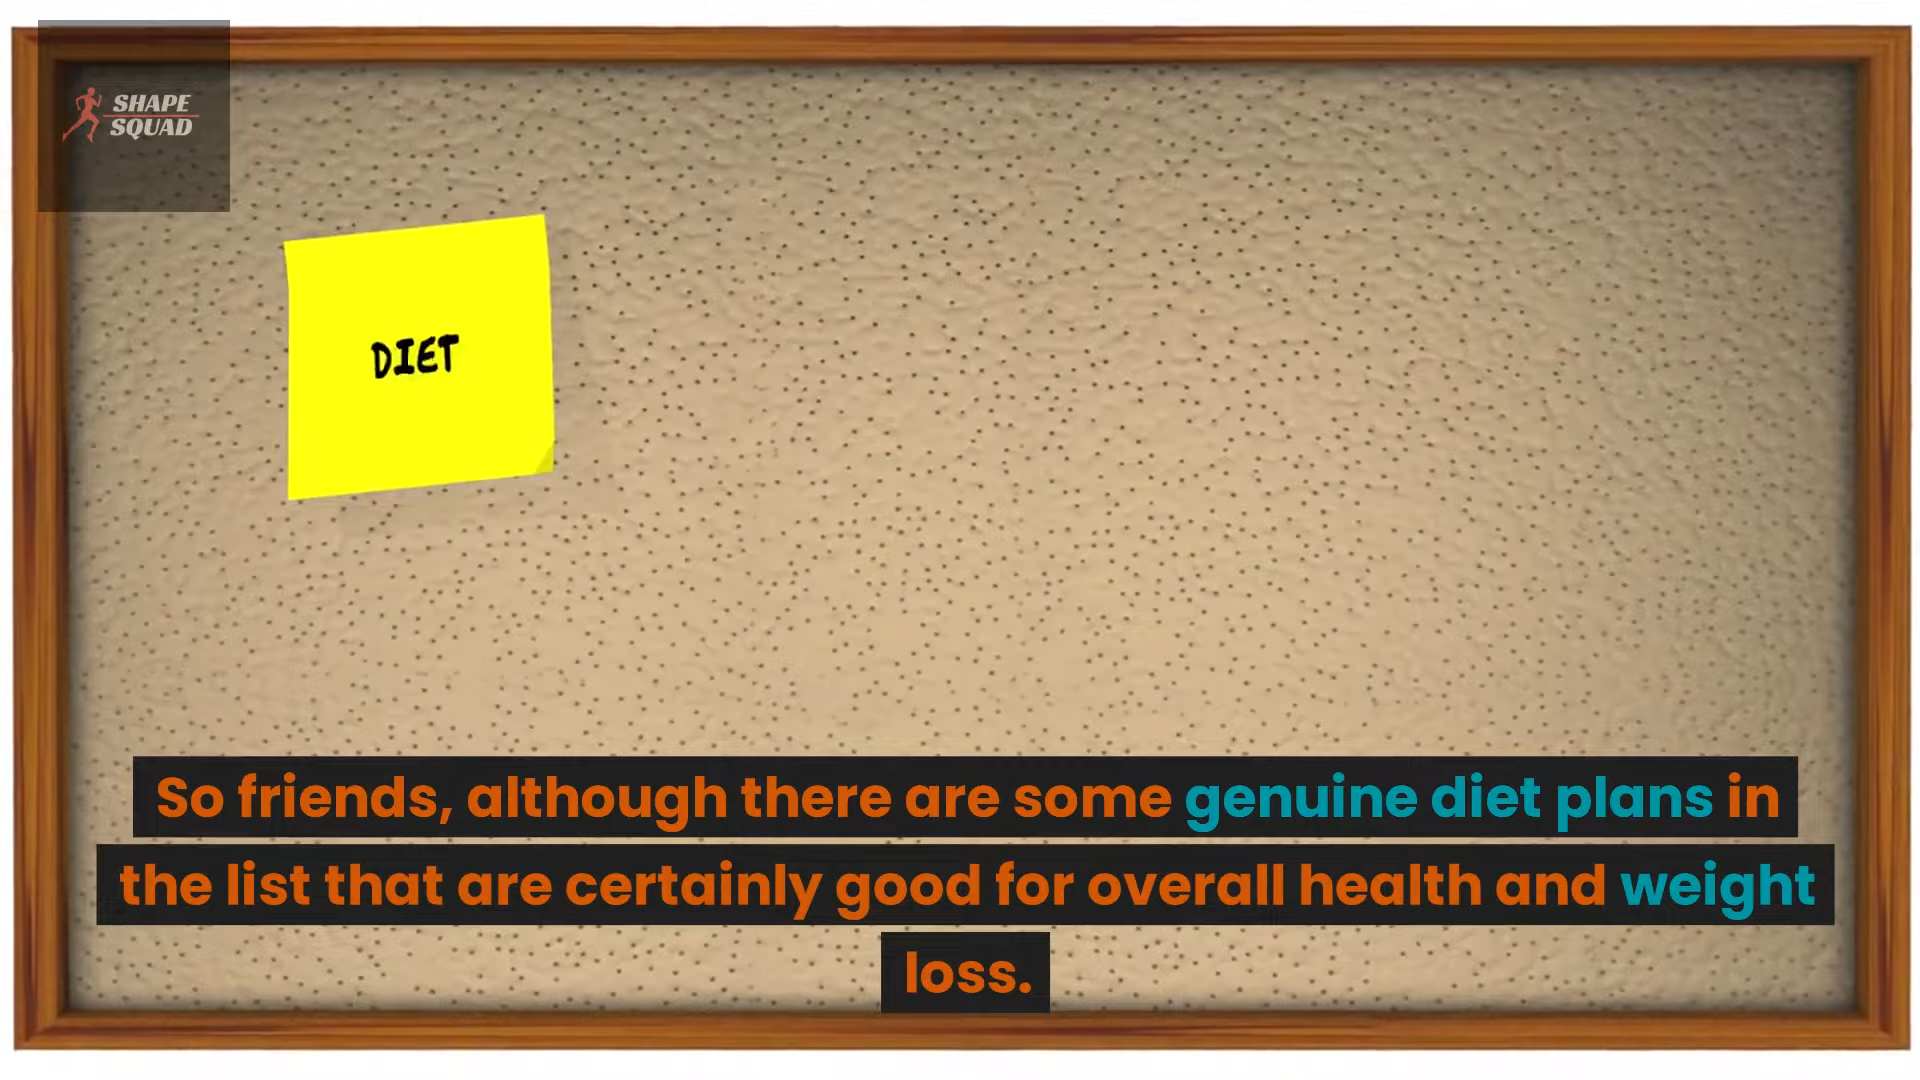 SHAPE
SQUAD
DIET
So friends, although there are some genuine diet plans in
the list that are certainly good for overall health and weight
loss.